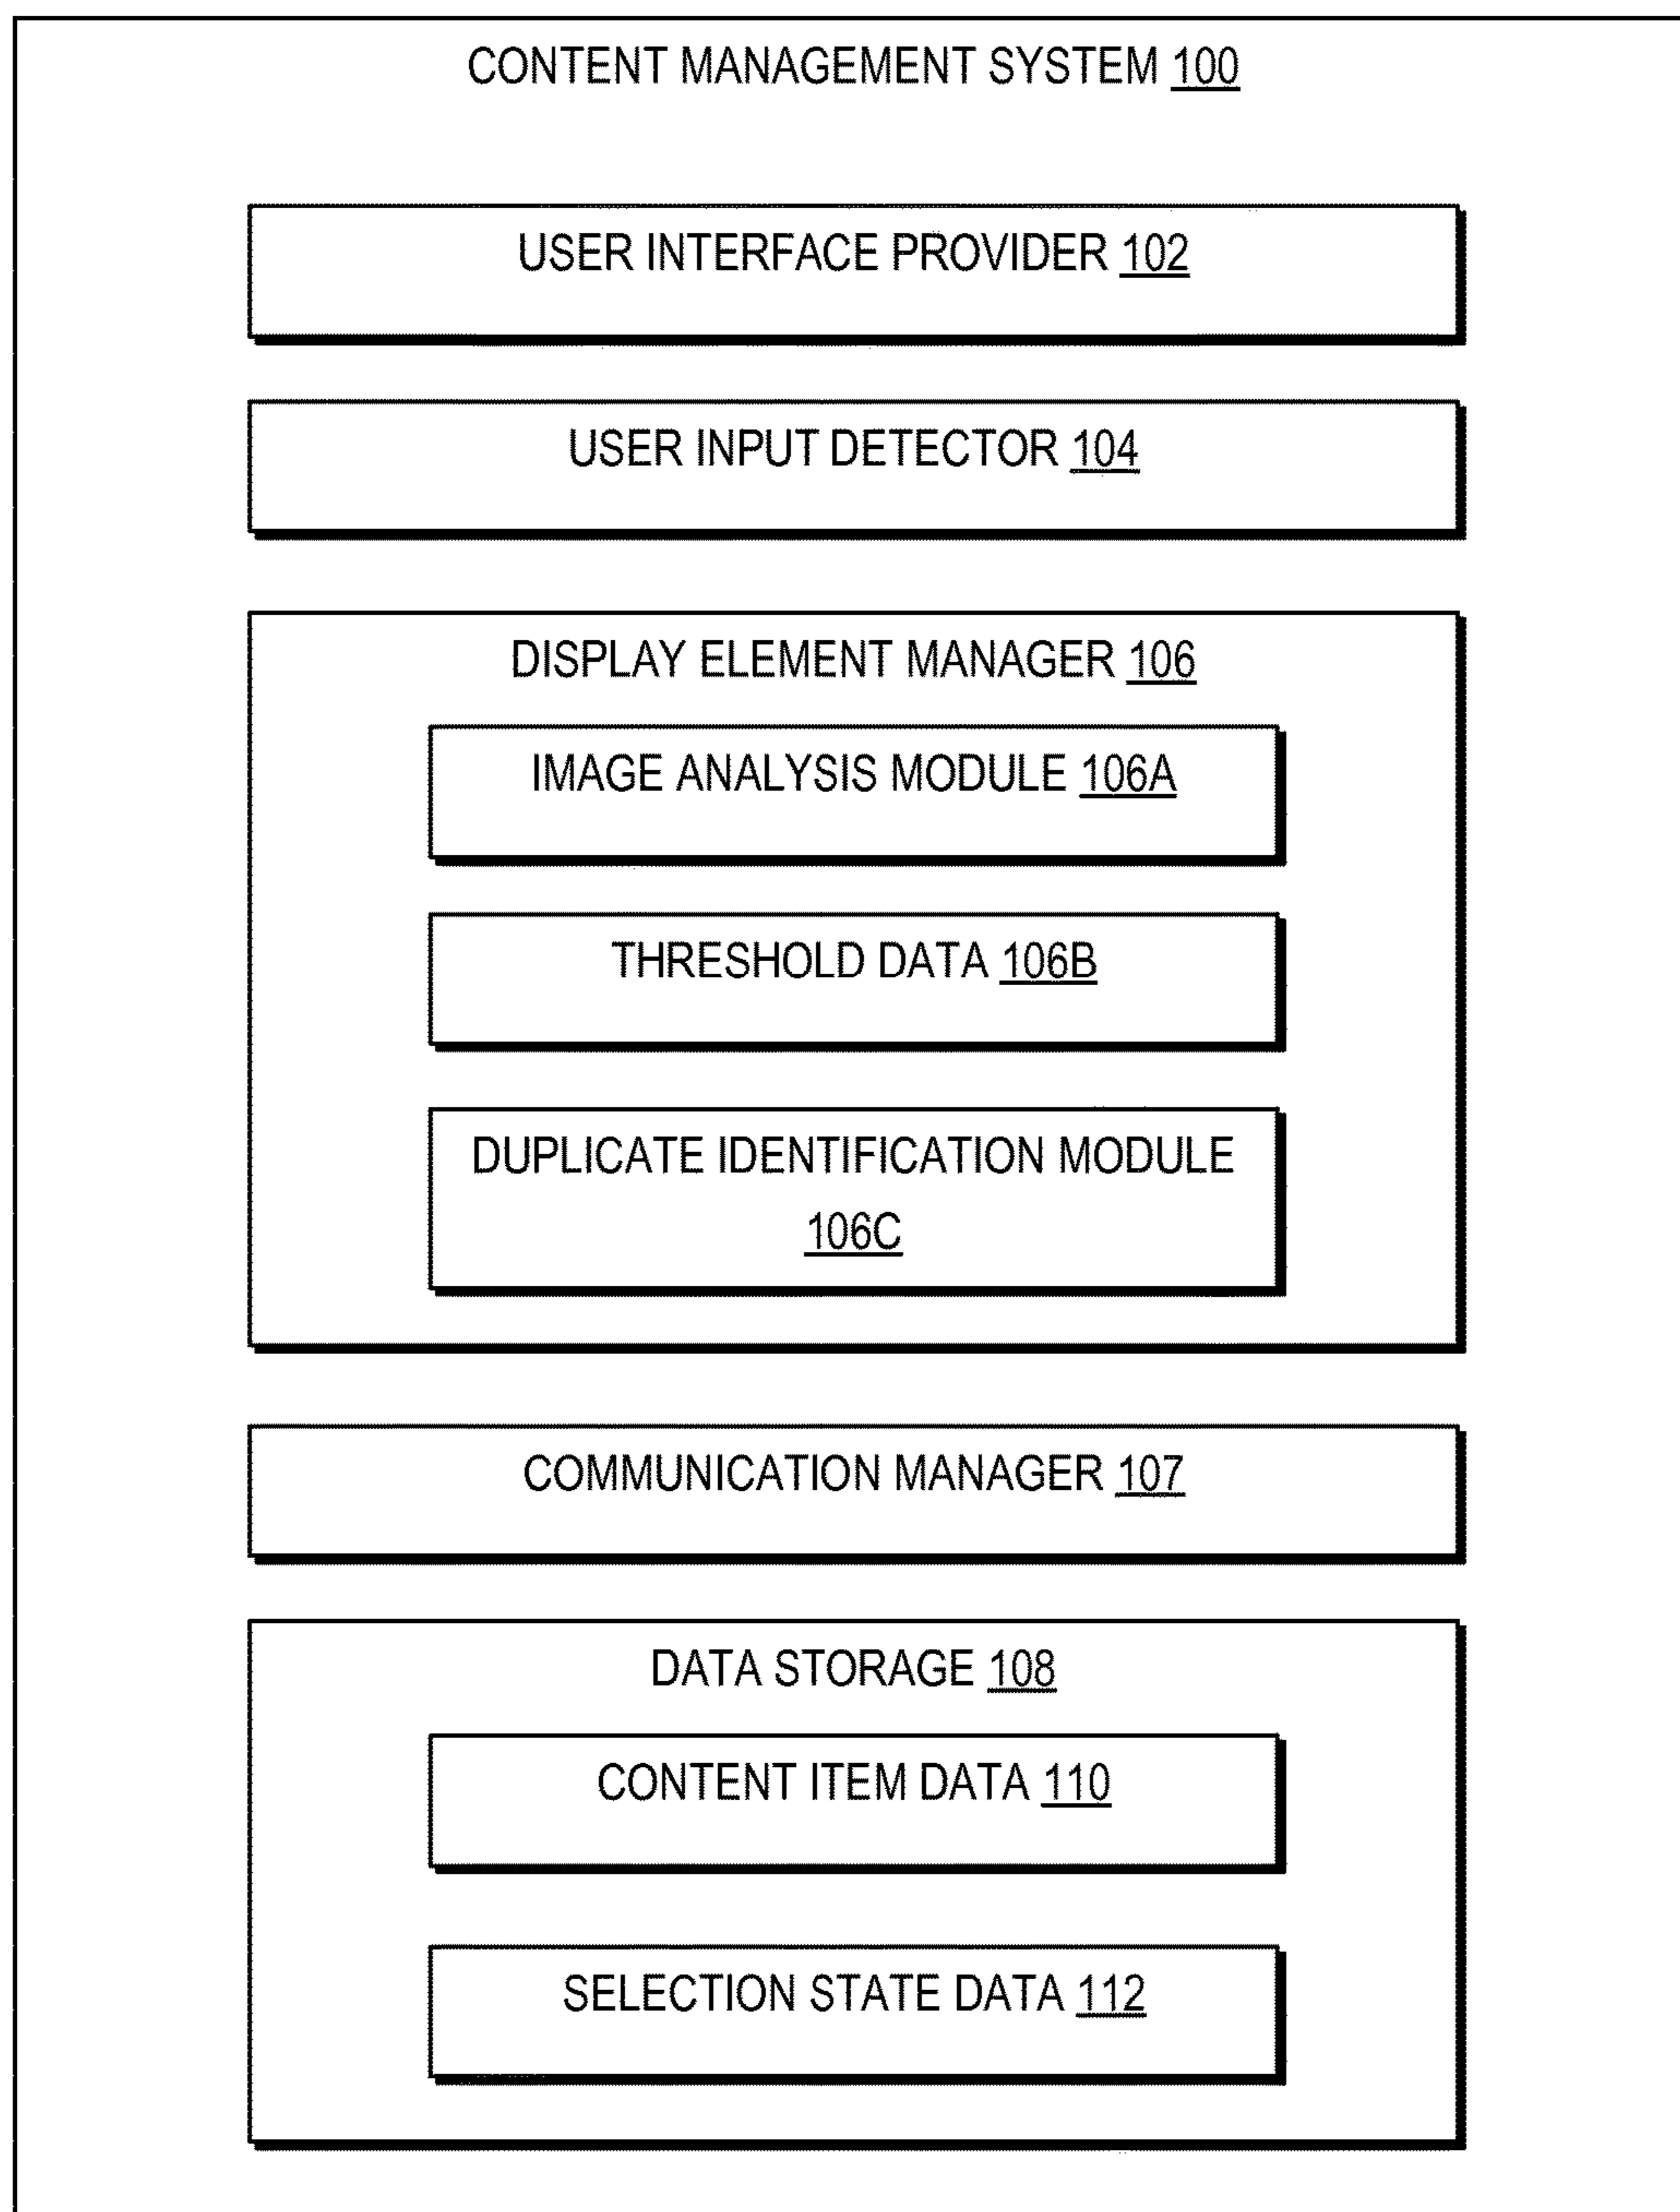 CONTENT MANAGEMENT SYSTEM 100
USER INTERFACE PROVIDER 102
USER INPUT DETECTOR 104
DISPLAY ELEMENT MANAGER 106
IMAGE ANALYSIS MODULE 106A
THRESHOLD DATA 106B
DUPLICATE IDENTIFICATION MODULE
106C
COMMUNICATION MANAGER 107
DATA STORAGE 108
CONTENT ITEM DATA 110
SELECTION STATE DATA 112